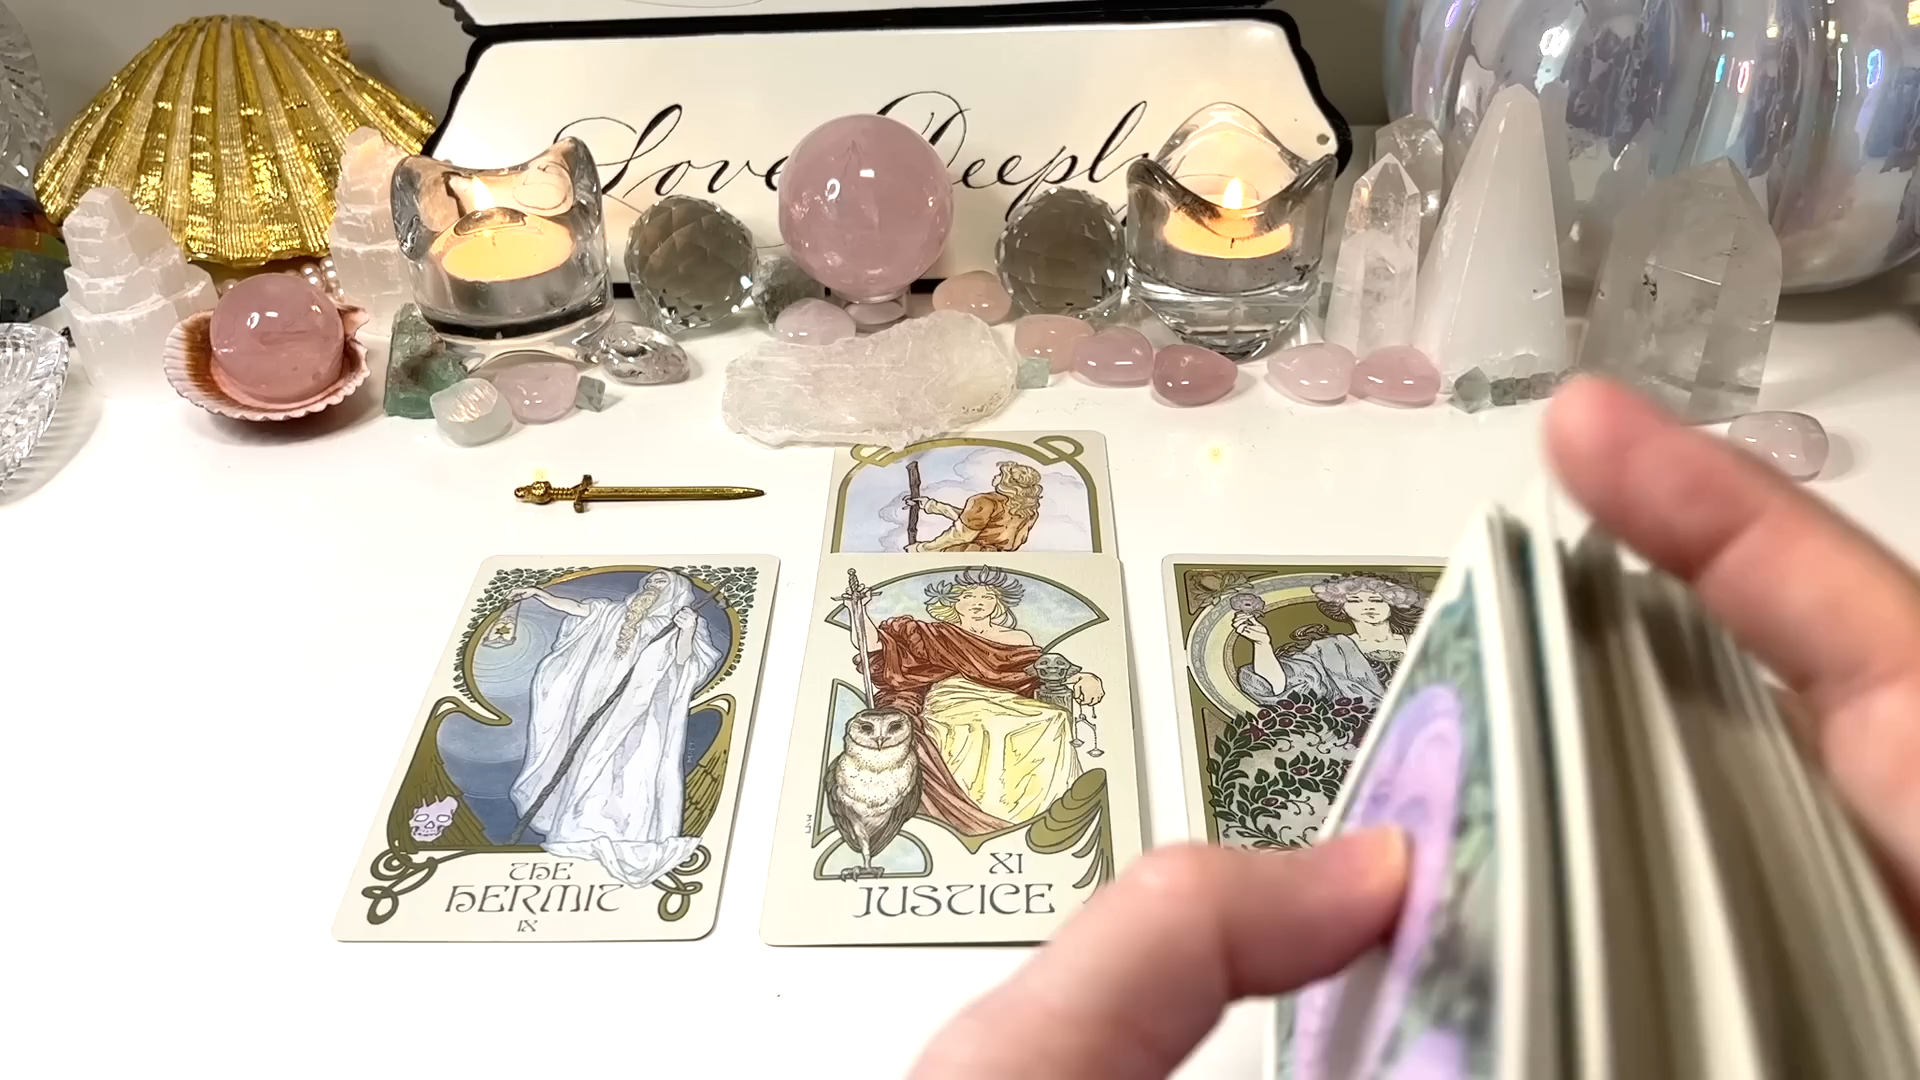 Love Deeply
THE
HERMIT
IX
XI
JUSTICE